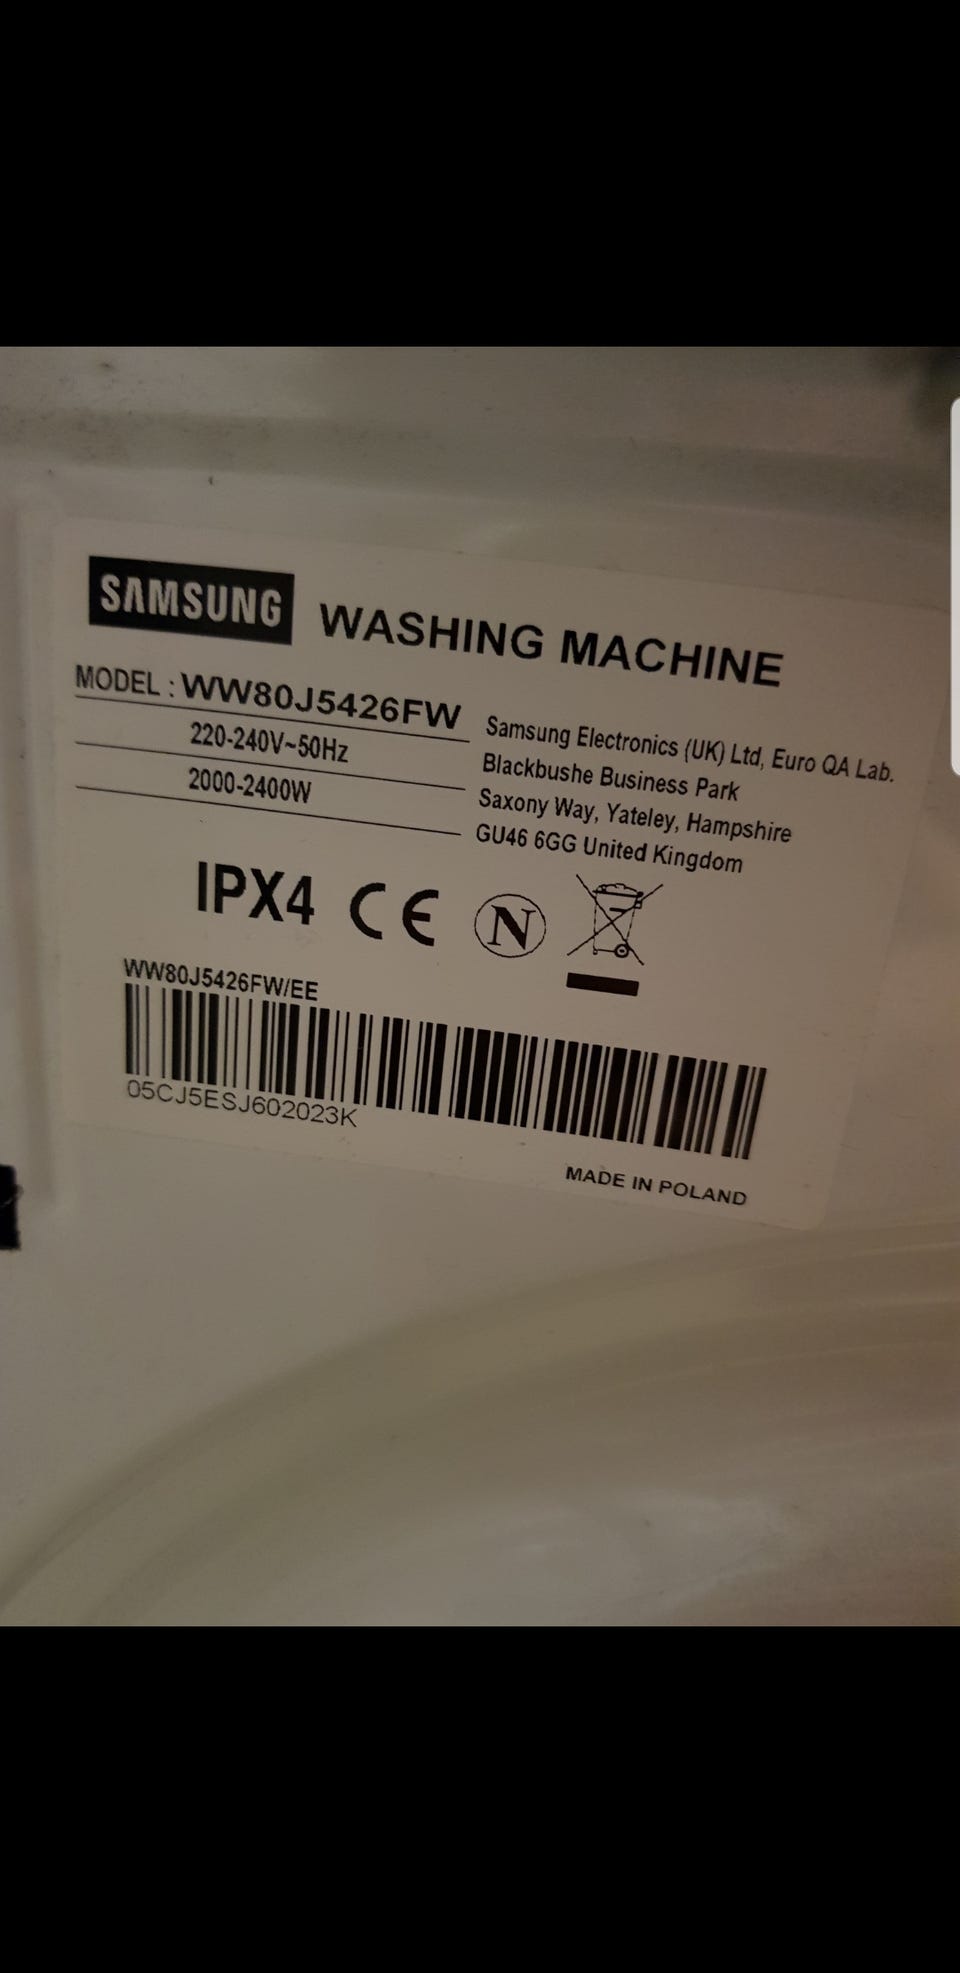 SAMSUNG WASHING MACHINE
MODEL : WW80J5426FW
220-240V~50Hz
2000-2400W
Samsung Electronics (UK) Ltd, Euro QA Lab.
Blackbushe Business Park
Saxony Way, Yateley, Hampshire
GU46 6GG United Kingdom
IPX4 CE N
WW80J5426FW/EE
05CJ5ESJ602023K
MADE IN POLAND